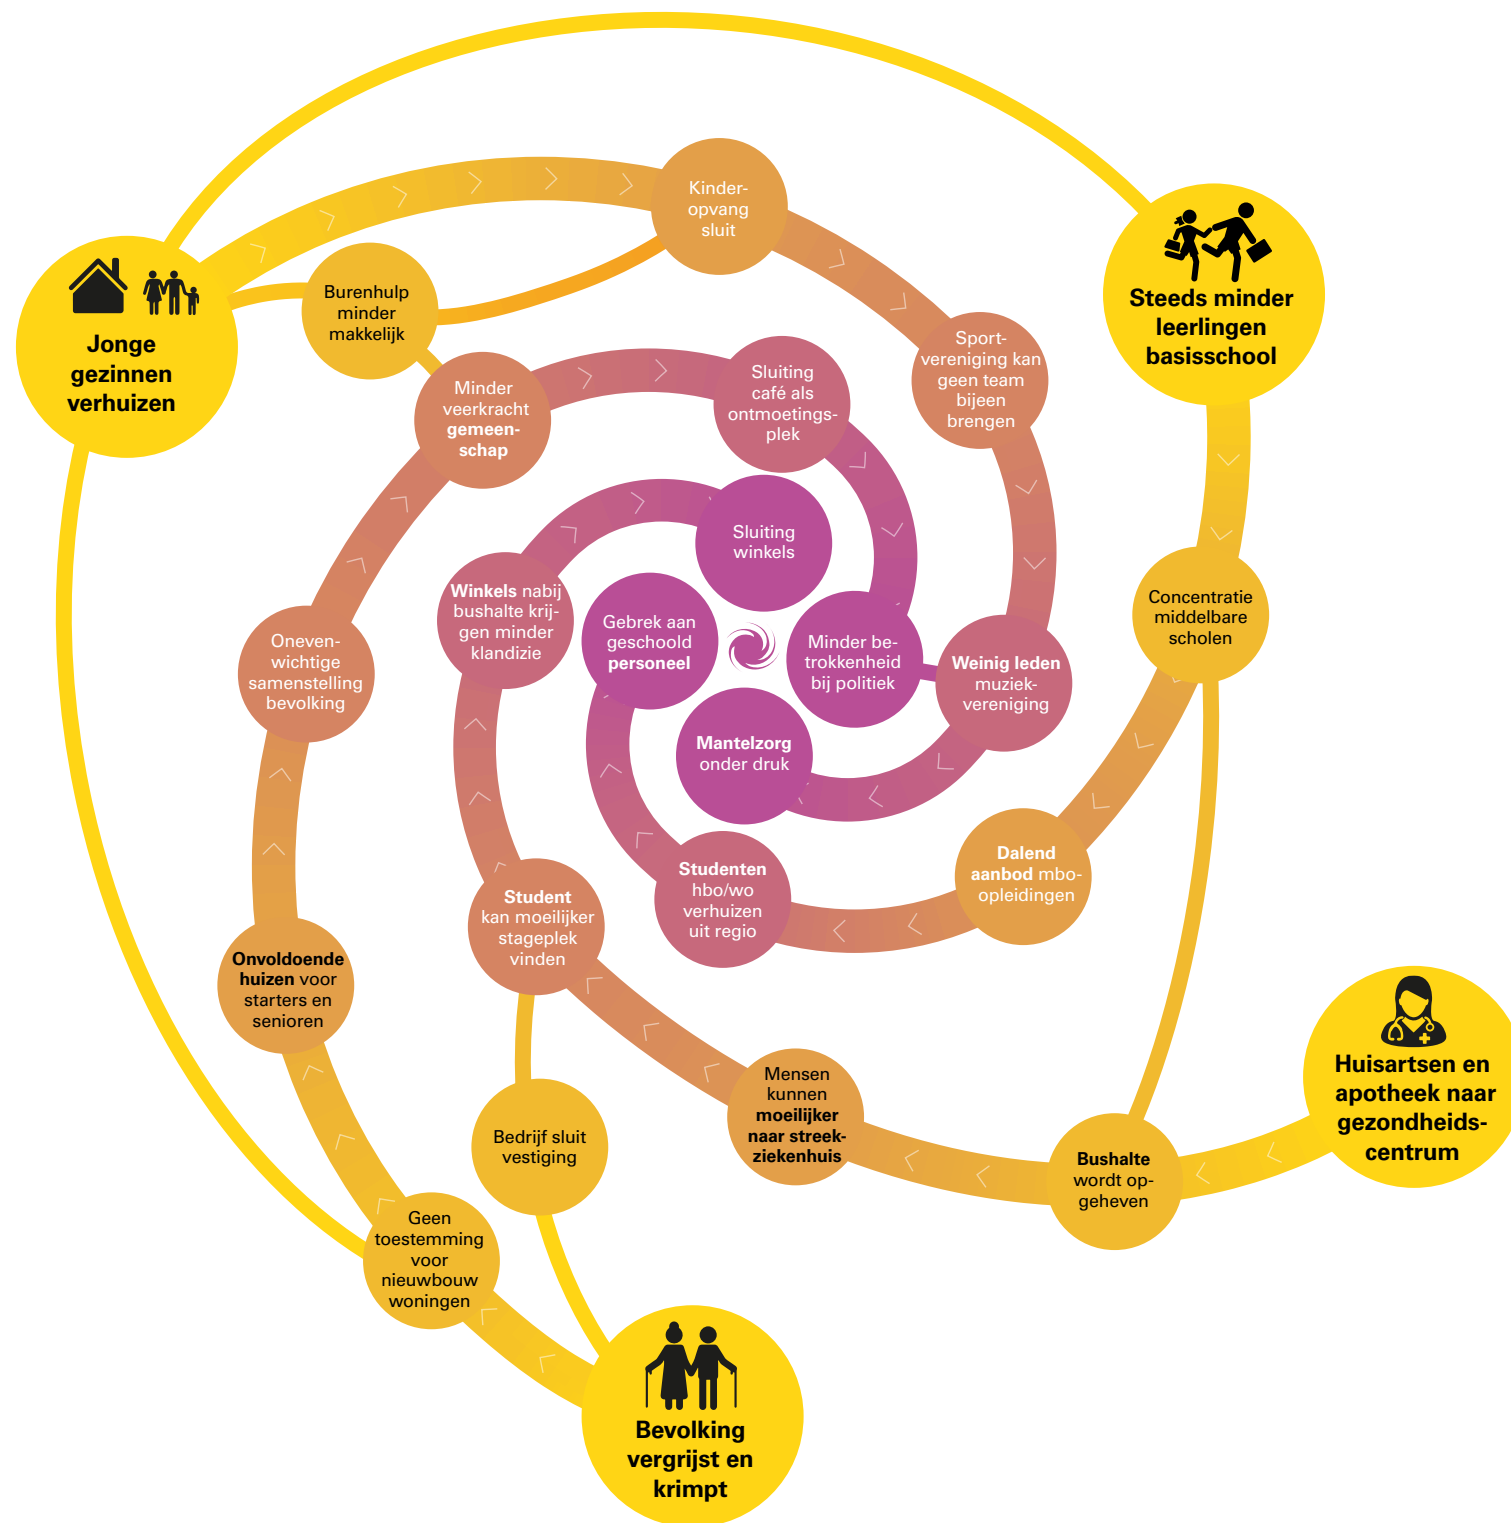 Kinder-
opvang
sluit
Jonge
gezinnen
verhuizen
Burenhulp
minder
makkelijk
Steeds minder
leerlingen
basisschool
Sport-
vereniging kan
geen team
bijeen
brengen
Minder
veerkracht
gemeen-
schap
Sluiting
café als
ontmoetings-
plek
Sluiting
winkels
Winkels nabij
bushalte krij-
gen minder
klandizie
Gebrek aan
geschoold
personeel
Minder be-
trokkenheid
bij politiek
Weinig leden
muziek-
vereniging
Concentratie
middelbare
scholen
Oneven-
wichtige
samenstelling
bevolking
Mantelzorg
onder druk
Studenten
hbo/wo
verhuizen
uit regio
Dalend
aanbod mbo-
opleidingen
Student
kan moeilijker
stageplek
vinden
Onvoldoende
huizen voor
starters en
senioren
Mensen
kunnen
moeilijker
naar streek-
ziekenhuis
Huisartsen en
apotheek naar
gezondheids-
centrum
Bedrijf sluit
vestiging
Bushalte
wordt op-
geheven
Geen
toestemming
voor
nieuwbouw
woningen
Bevolking
vergrijst en
krimpt